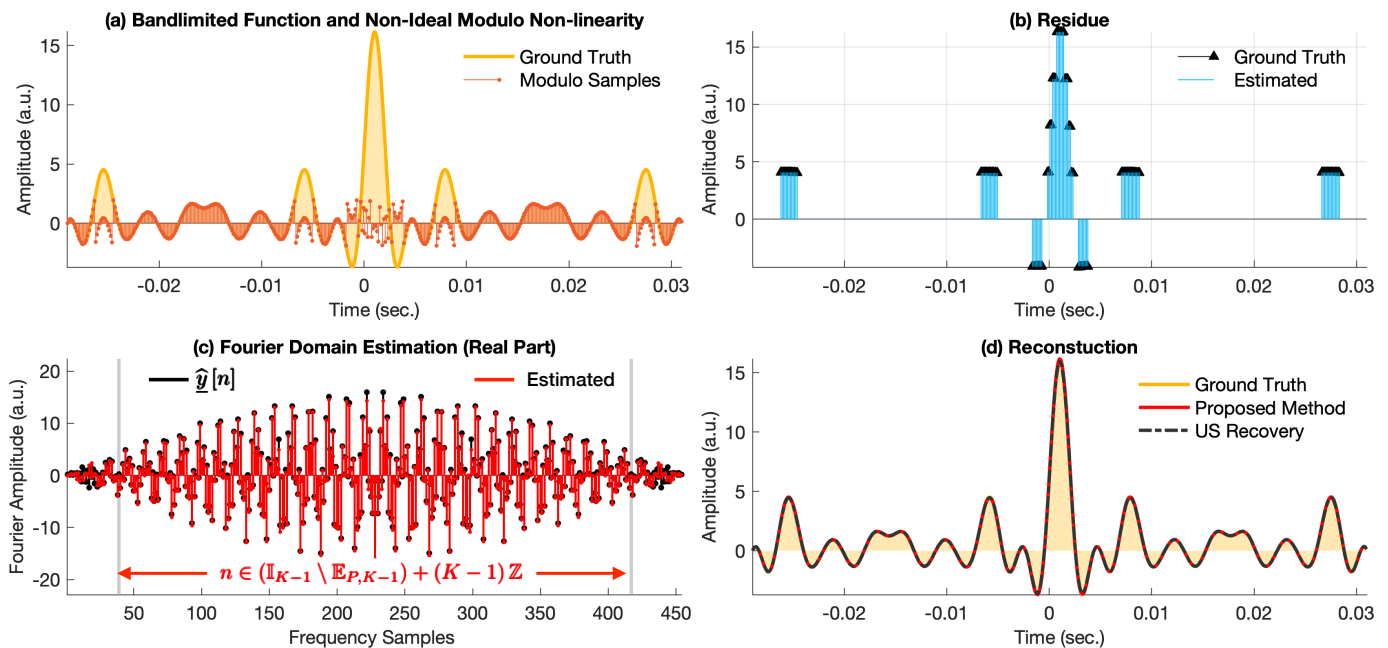 (a) Bandlimited Function and Non-Ideal Modulo Non-linearity
Amplitude (a.u.)
15
10
5
0
Ground Truth
Modulo Samples
-0.02
-0.01
0
0.01
0.02
0.03
Time (sec.)
(b) Residue
Amplitude (a.u.)
15
10
5
0
Ground Truth
Estimated
-0.02
-0.01
0
0.01
0.02
0.03
Time (sec.)
(c) Fourier Domain Estimation (Real Part)
Fourier Amplitude (a.u.)
20
10
0
-10
-20
ŷ [n]
Estimated
n ∈ (𝕀_{K−1} \ 𝔼_{P,K−1}) + (K − 1) ℤ
50
100
150
200
250
300
350
400
450
Frequency Samples
(d) Reconstuction
Amplitude (a.u.)
15
10
5
0
Ground Truth
Proposed Method
US Recovery
-0.02
-0.01
0
0.01
0.02
0.03
Time (sec.)